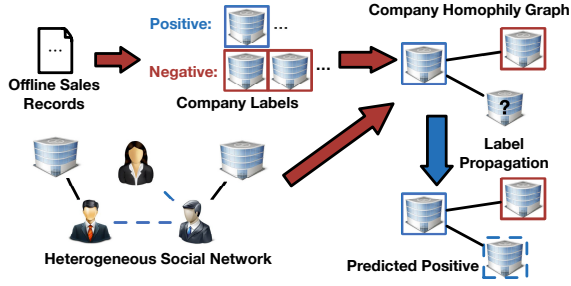 Company Homophily Graph
Positive: ...
...
Negative: ...
Offline Sales
Records
Company Labels
?
Label
Propagation
Heterogeneous Social Network
Predicted Positive